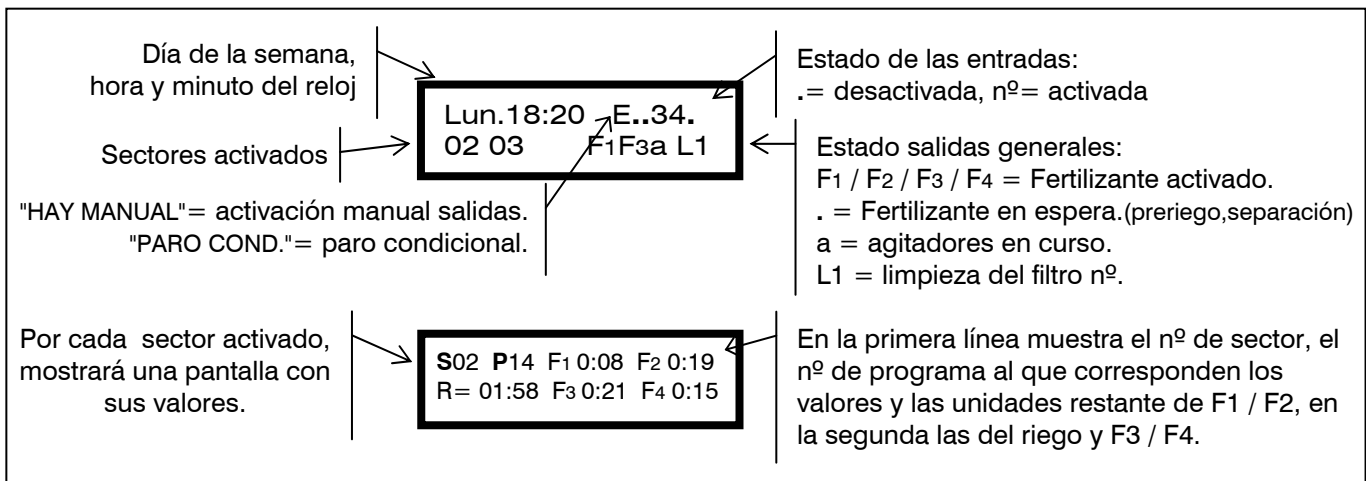 Día de la semana,
hora y minuto del reloj
Sectores activados
"HAY MANUAL"= activación manual salidas.
"PARO COND."= paro condicional.
Lun.18:20 E..34.
02 03 F1F3a L1
Estado de las entradas:
.= desactivada, nº= activada
Estado salidas generales:
F1 / F2 / F3 / F4 = Fertilizante activado.
. = Fertilizante en espera.(preriego,separación)
a = agitadores en curso.
L1 = limpieza del filtro nº.
Por cada sector activado,
mostrará una pantalla con
sus valores.
S02 P14 F1 0:08 F2 0:19
R= 01:58 F3 0:21 F4 0:15
En la primera línea muestra el nº de sector, el
nº de programa al que corresponden los
valores y las unidades restante de F1 / F2, en
la segunda las del riego y F3 / F4.